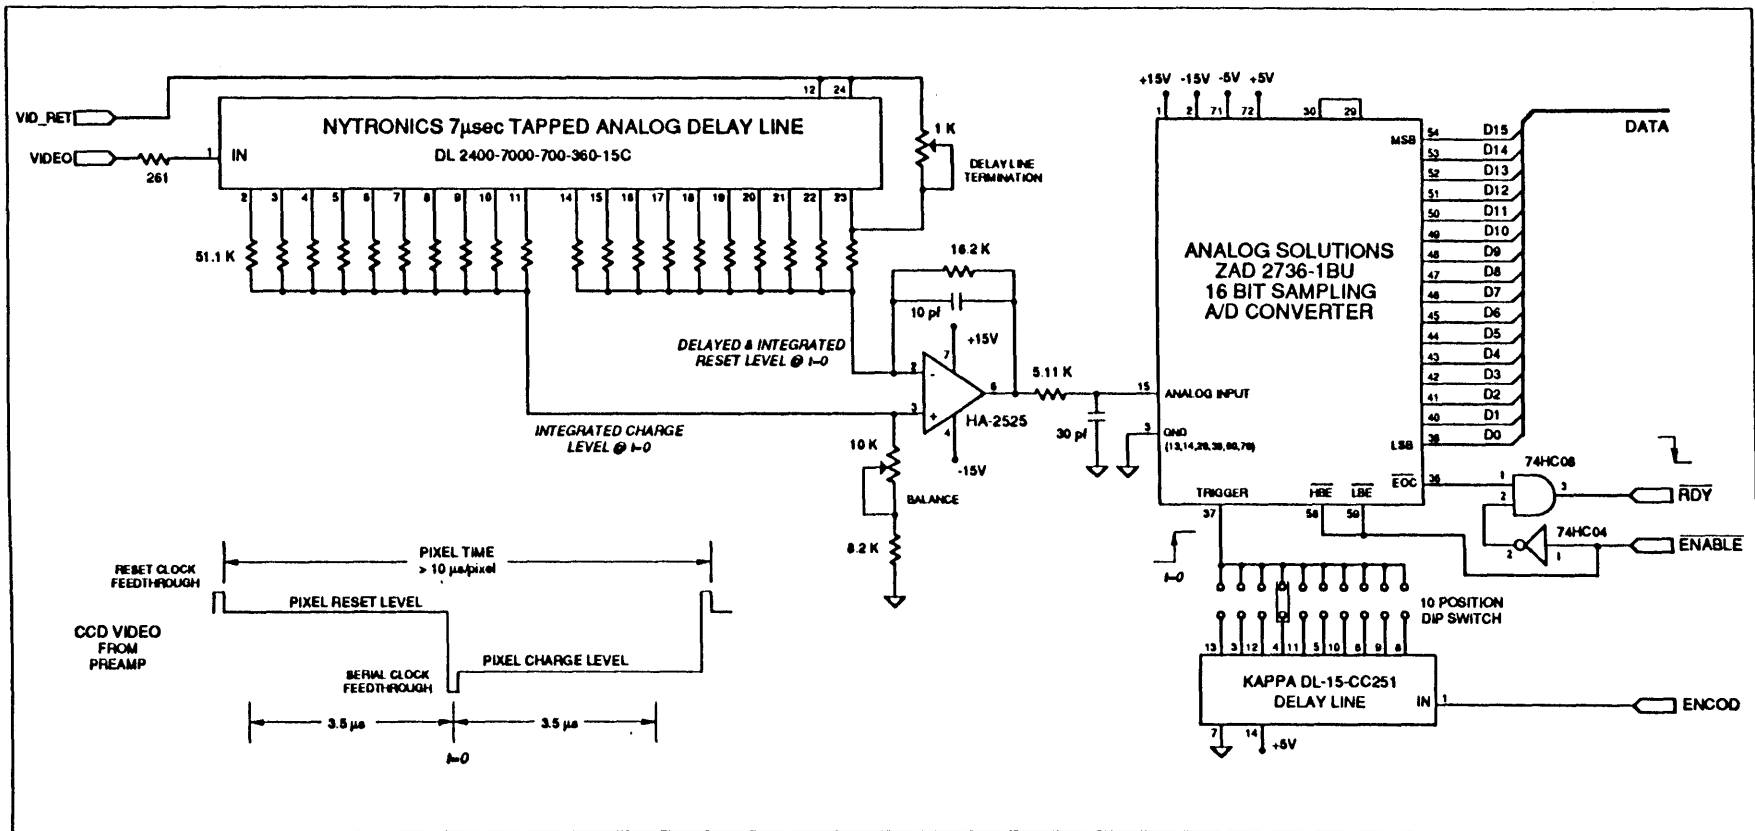 VID_RET
VIDEO
261
1 IN
NYTRONICS 7µsec TAPPED ANALOG DELAY LINE
DL 2400-7000-700-360-15C
12 24
1 K
DELAY LINE
TERMINATION
2 3 4 5 6 7 8 9 10 11 14 15 16 17 18 19 20 21 22 23
51.1 K
16.2 K
10 pf
DELAYED & INTEGRATED
RESET LEVEL @ t=0
+15V
7
2 -
3 +
6
4
HA-2525
-15V
INTEGRATED CHARGE
LEVEL @ t=0
10 K
BALANCE
8.2 K
5.11 K
30 pf
+15V -15V -5V +5V
1 2 71 72 30 29
ANALOG SOLUTIONS
ZAD 2736-1BU
16 BIT SAMPLING
A/D CONVERTER
15 ANALOG INPUT
3 GND
TRIGGER
37
HBE
58
LBE
59
MSB 54 D15
53 D14
52 D13
51 D12
50 D11
49 D10
48 D9
47 D8
46 D7
45 D6
44 D5
43 D4
42 D3
41 D2
40 D1
LSB D0
DATA
EOC 36
74HC08
1
2
3
RDY
74HC04
2 1
ENABLE
t=0
10 POSITION
DIP SWITCH
13 3 12 4 11 5 10 6 9 8
KAPPA DL-15-CC251
DELAY LINE
IN 1
ENCOD
7 14
+5V
PIXEL TIME
> 10 µs/pixel
RESET CLOCK
FEEDTHROUGH
PIXEL RESET LEVEL
CCD VIDEO
FROM
PREAMP
PIXEL CHARGE LEVEL
SERIAL CLOCK
FEEDTHROUGH
3.5 µs 3.5 µs
t=0